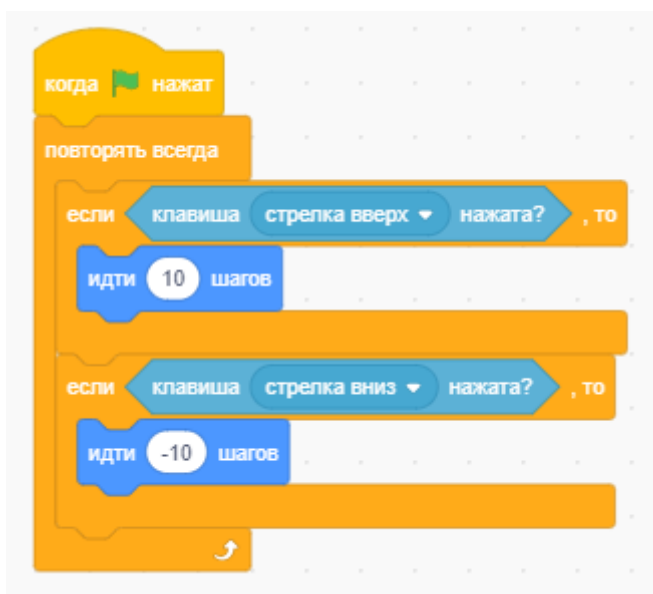 когда нажат
повторять всегда
если клавиша стрелка вверх нажата? , то
идти 10 шагов
если клавиша стрелка вниз нажата? , то
идти -10 шагов